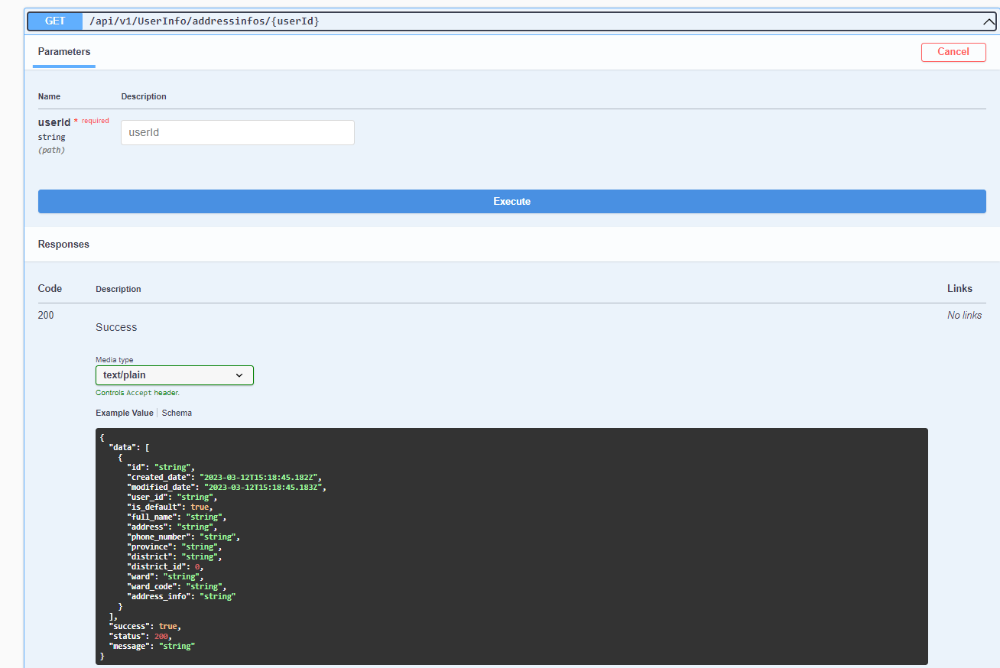 GET /api/v1/UserInfo/addressinfos/{userId}
Parameters
Cancel
Name Description
userId * required
string
(path)
userId
Execute
Responses
Code Description Links
200 No links
Success
Media type
text/plain
Controls Accept header.
Example Value Schema
{
"data": [
{
"id": "string",
"created_date": "2023-03-12T15:18:45.182Z",
"modified_date": "2023-03-12T15:18:45.183Z",
"user_id": "string",
"is_default": true,
"full_name": "string",
"address": "string",
"phone_number": "string",
"province": "string",
"district": "string",
"district_id": 0,
"ward": "string",
"ward_code": "string",
"address_info": "string"
}
],
"success": true,
"status": 200,
"message": "string"
}